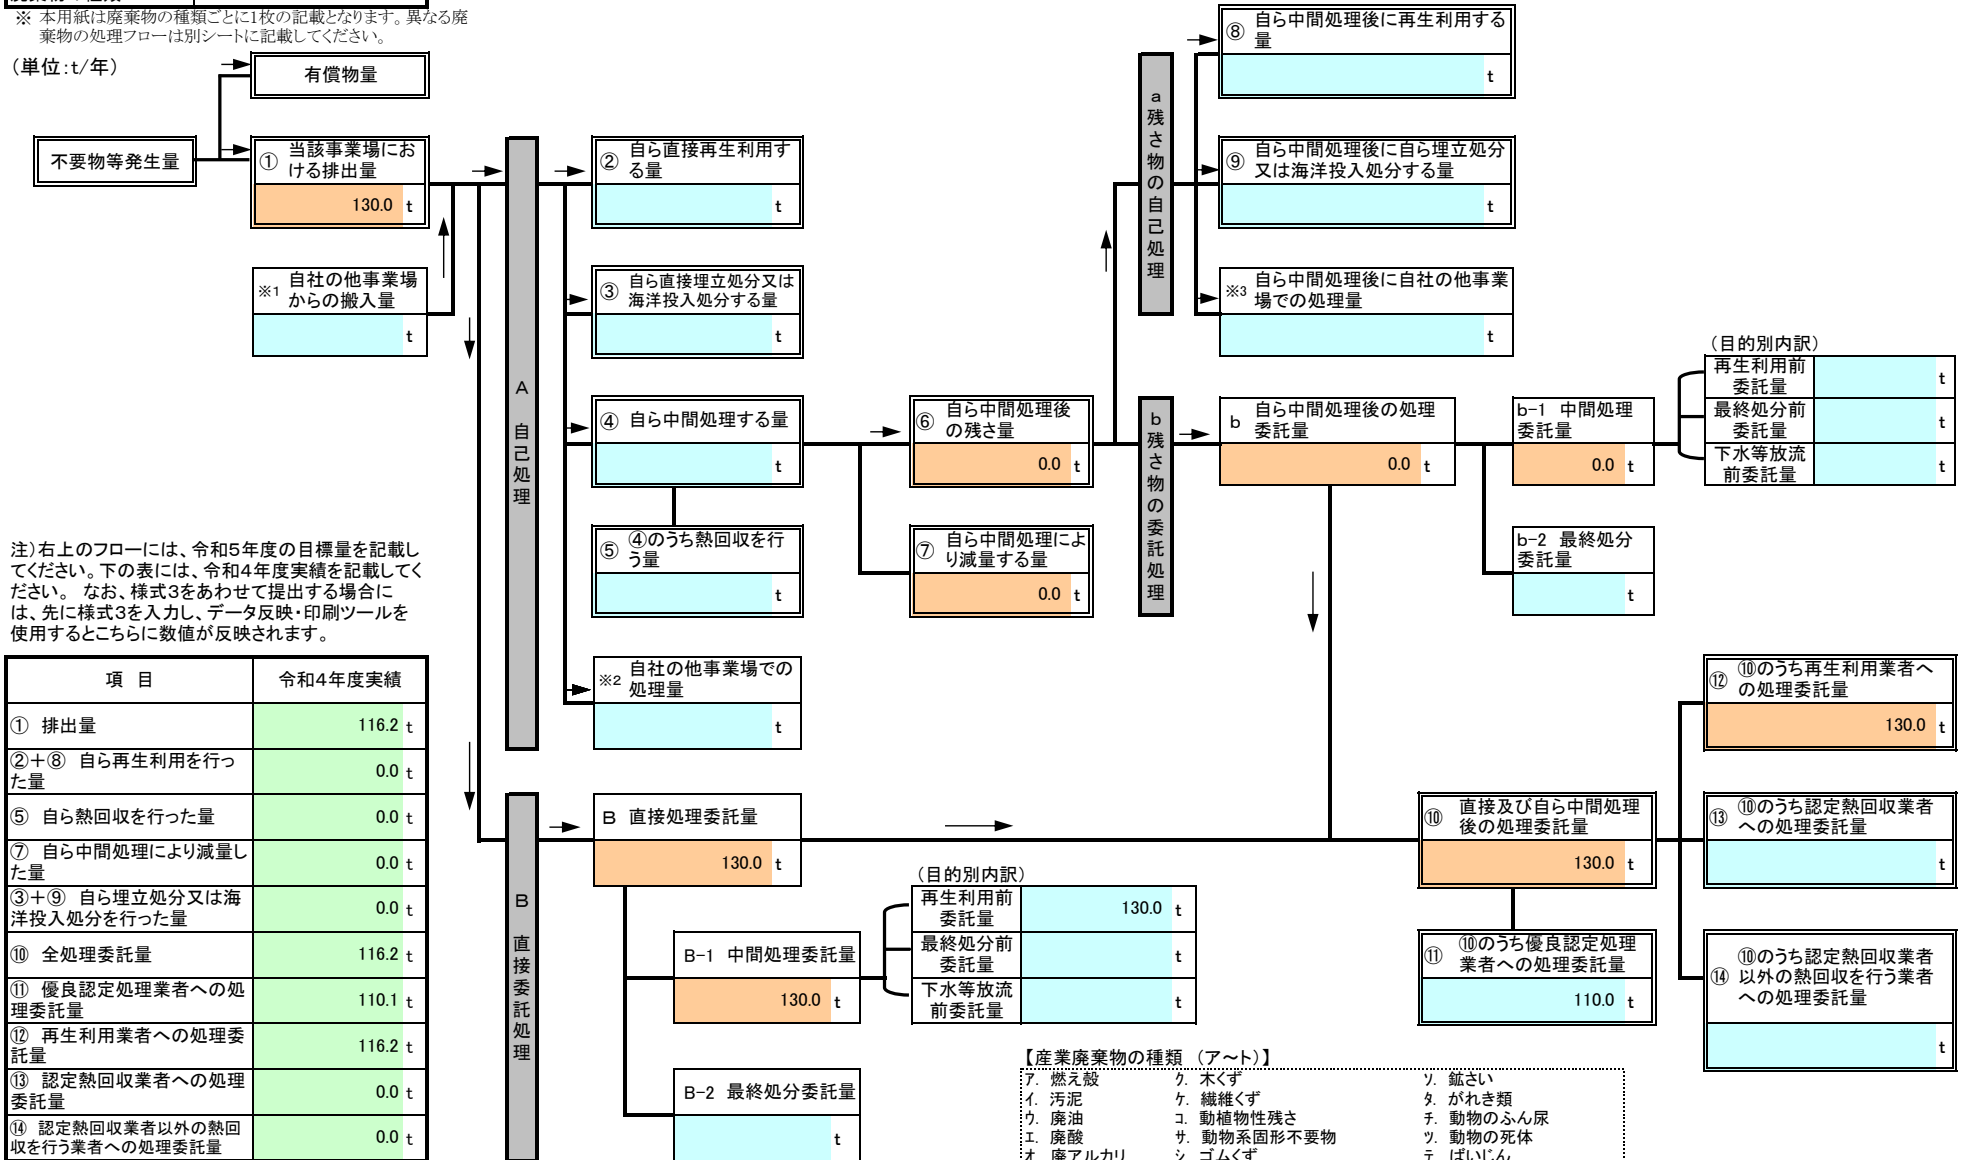 ※ 本用紙は廃棄物の種類ごとに1枚の記載となります。異なる廃
棄物の処理フローは別シートに記載してください。
(単位:t/年)
有償物量
不要物等発生量
① 当該事業場にお
ける排出量
130.0 t
※1 自社の他事業場
からの搬入量
t
A 自己処理
② 自ら直接再生利用す
る量
t
③ 自ら直接埋立処分又は
海洋投入処分する量
t
④ 自ら中間処理する量
t
⑤ ④のうち熱回収を行
う量
t
※2 自社の他事業場での
処理量
t
⑥ 自ら中間処理後
の残さ量
0.0 t
⑦ 自ら中間処理によ
り減量する量
0.0 t
a 残さ物の自己処理
⑧ 自ら中間処理後に再生利用する
量
t
⑨ 自ら中間処理後に自ら埋立処分
又は海洋投入処分する量
t
※3 自ら中間処理後に自社の他事業
場での処理量
t
b 残さ物の委託処理
b 自ら中間処理後の処理
委託量
0.0 t
b-1 中間処理
委託量
0.0 t
b-2 最終処分
委託量
t
(目的別内訳)
再生利用前
委託量
t
最終処分前
委託量
t
下水等放流
前委託量
t
注)右上のフローには、令和5年度の目標量を記載し
てください。下の表には、令和4年度実績を記載してく
ださい。 なお、様式3をあわせて提出する場合に
は、先に様式3を入力し、データ反映・印刷ツールを
使用するとこちらに数値が反映されます。
項 目 令和4年度実績
① 排出量 116.2 t
②+⑧ 自ら再生利用を行っ
た量 0.0 t
⑤ 自ら熱回収を行った量 0.0 t
⑦ 自ら中間処理により減量し
た量 0.0 t
③+⑨ 自ら埋立処分又は海
洋投入処分を行った量 0.0 t
⑩ 全処理委託量 116.2 t
⑪ 優良認定処理業者への処
理委託量 110.1 t
⑫ 再生利用業者への処理委
託量 116.2 t
⑬ 認定熱回収業者への処理
委託量 0.0 t
⑭ 認定熱回収業者以外の熱回
収を行う業者への処理委託量 0.0 t
B 直接委託処理
B 直接処理委託量
130.0 t
B-1 中間処理委託量
130.0 t
B-2 最終処分委託量
t
(目的別内訳)
再生利用前
委託量
130.0 t
最終処分前
委託量
t
下水等放流
前委託量
t
⑩ 直接及び自ら中間処理
後の処理委託量
130.0 t
⑪ ⑩のうち優良認定処理
業者への処理委託量
110.0 t
⑫ ⑩のうち再生利用業者へ
の処理委託量
130.0 t
⑬ ⑩のうち認定熱回収業者
への処理委託量
t
⑭ ⑩のうち認定熱回収業者
以外の熱回収を行う業者
への処理委託量
t
【産業廃棄物の種類 (ア~ト)】
ア. 燃え殻 ク. 木くず ソ. 鉱さい
イ. 汚泥 ケ. 繊維くず タ. がれき類
ウ. 廃油 コ. 動植物性残さ チ. 動物のふん尿
エ. 廃酸 サ. 動物系固形不要物 ツ. 動物の死体
オ. 廃アルカリ シ. ゴムくず テ. ばいじん